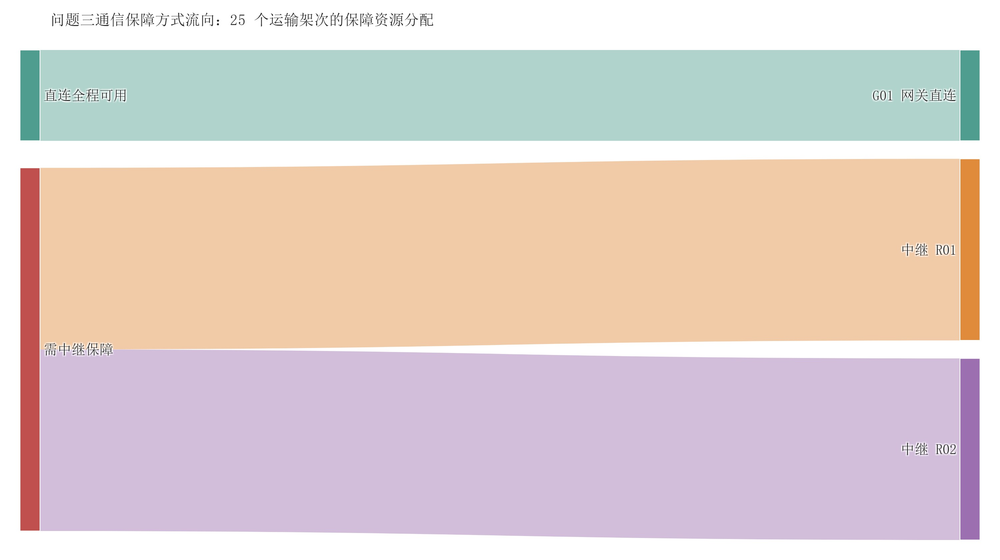 问题三通信保障方式流向：25 个运输架次的保障资源分配
直连全程可用
G01 网关直连
中继 R01
需中继保障
中继 R02